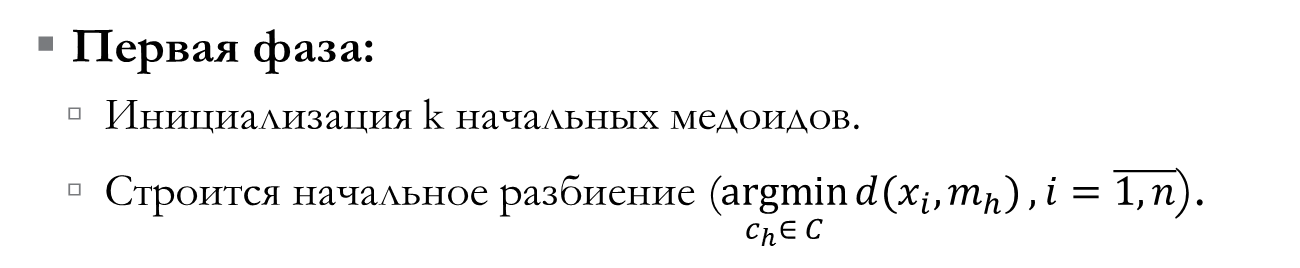 ▪ Первая фаза:
▫ Инициализация k начальных медоидов.
▫ Строится начальное разбиение (argmin d(xᵢ, mₕ) , i = 1, n).
cₕ∈ C